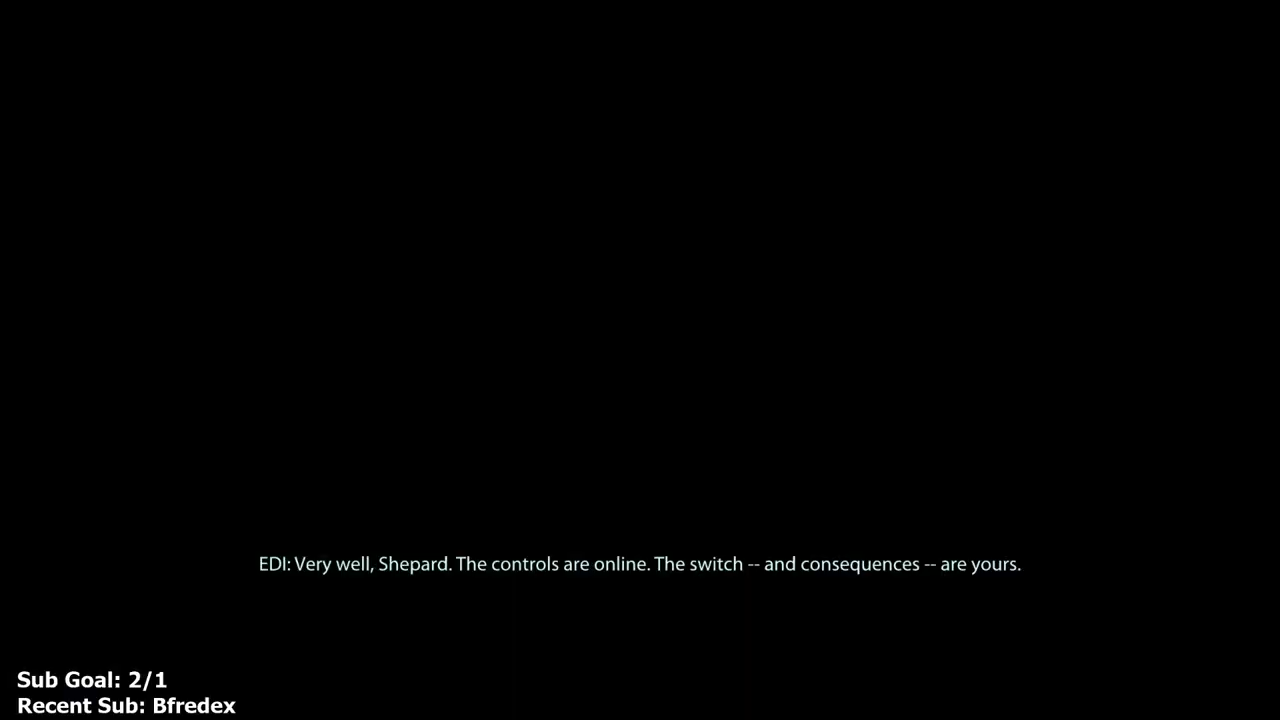 EDI: Very well, Shepard. The controls are online. The switch -- and consequences -- are yours.
Sub Goal: 2/1
Recent Sub: Bfredex